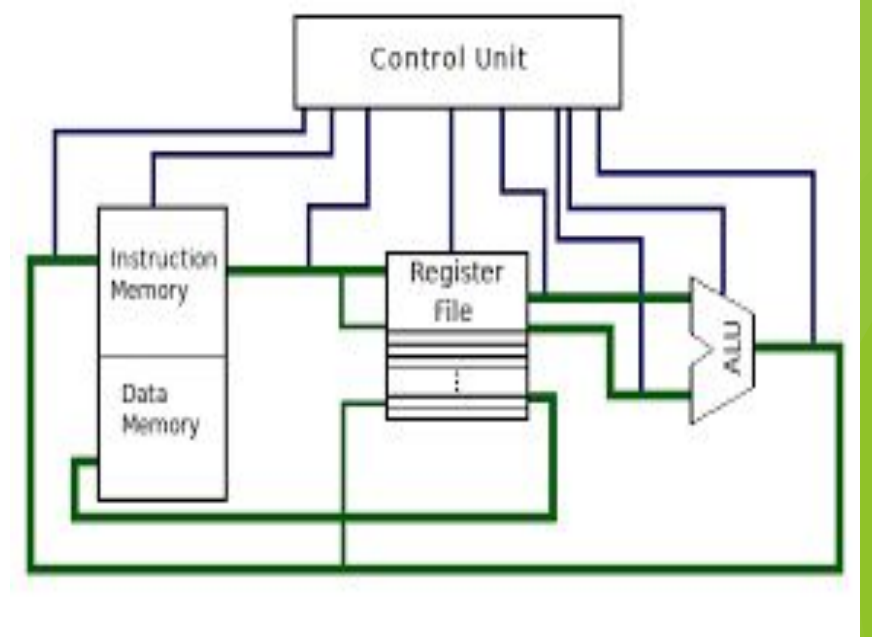 Control Unit
Instruction
Memory
Register
File
ALU
Data
Memory